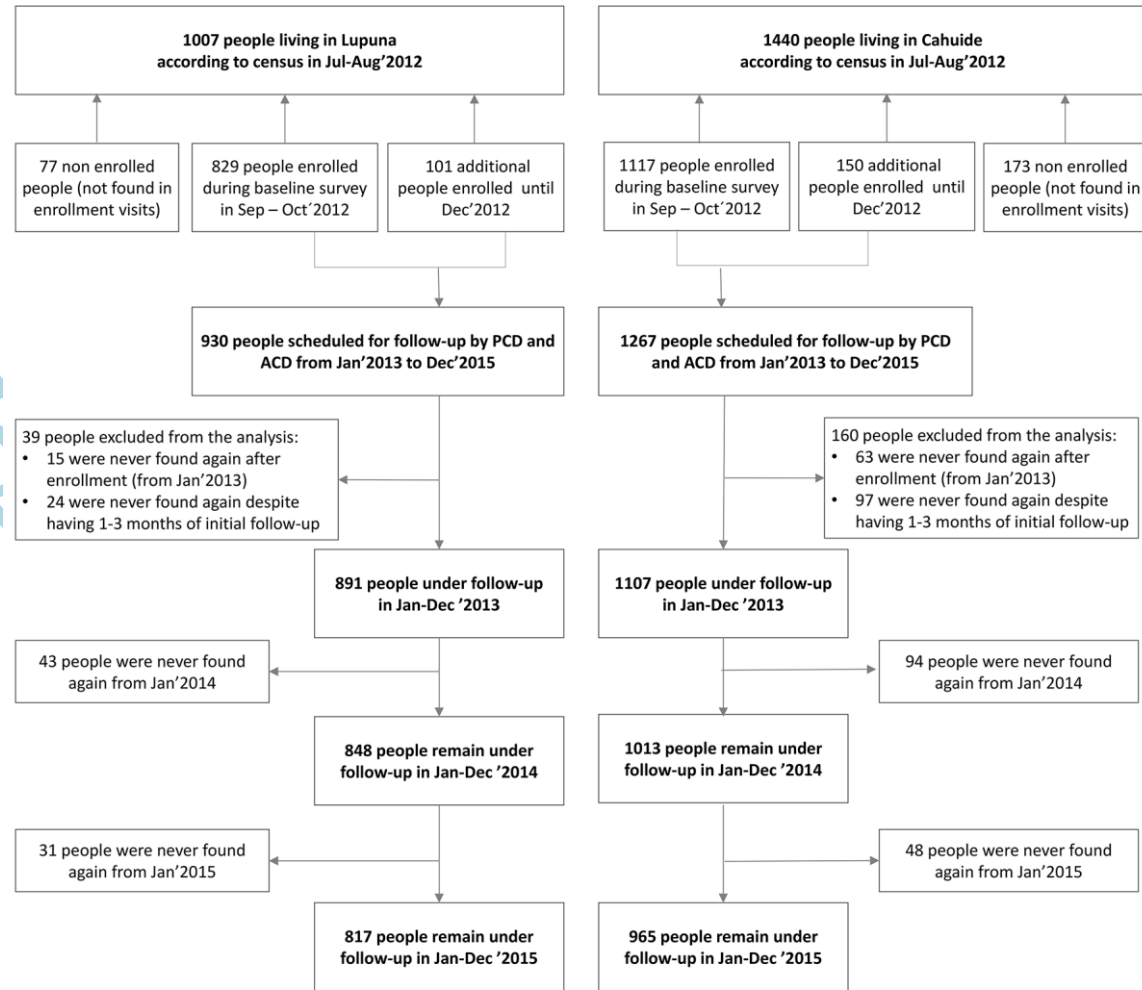 1007 people living in Lupuna
according to census in Jul-Aug’2012
1440 people living in Cahuide
according to census in Jul-Aug’2012
77 non enrolled
people (not found in
enrollment visits)
829 people enrolled
during baseline survey
in Sep – Oct´2012
101 additional
people enrolled until
Dec’2012
1117 people enrolled
during baseline survey
in Sep – Oct´2012
150 additional
people enrolled until
Dec’2012
173 non enrolled
people (not found in
enrollment visits)
930 people scheduled for follow-up by PCD and
ACD from Jan’2013 to Dec’2015
1267 people scheduled for follow-up by PCD
and ACD from Jan’2013 to Dec’2015
39 people excluded from the analysis:
• 15 were never found again after
enrollment (from Jan’2013)
• 24 were never found again despite
having 1-3 months of initial follow-up
160 people excluded from the analysis:
• 63 were never found again after
enrollment (from Jan’2013)
• 97 were never found again despite
having 1-3 months of initial follow-up
891 people under follow-up
in Jan-Dec ’2013
1107 people under follow-up
in Jan-Dec ’2013
43 people were never found
again from Jan’2014
94 people were never found
again from Jan’2014
848 people remain under
follow-up in Jan-Dec ’2014
1013 people remain under
follow-up in Jan-Dec ’2014
31 people were never found
again from Jan’2015
48 people were never found
again from Jan’2015
817 people remain under
follow-up in Jan-Dec ’2015
965 people remain under
follow-up in Jan-Dec ’2015